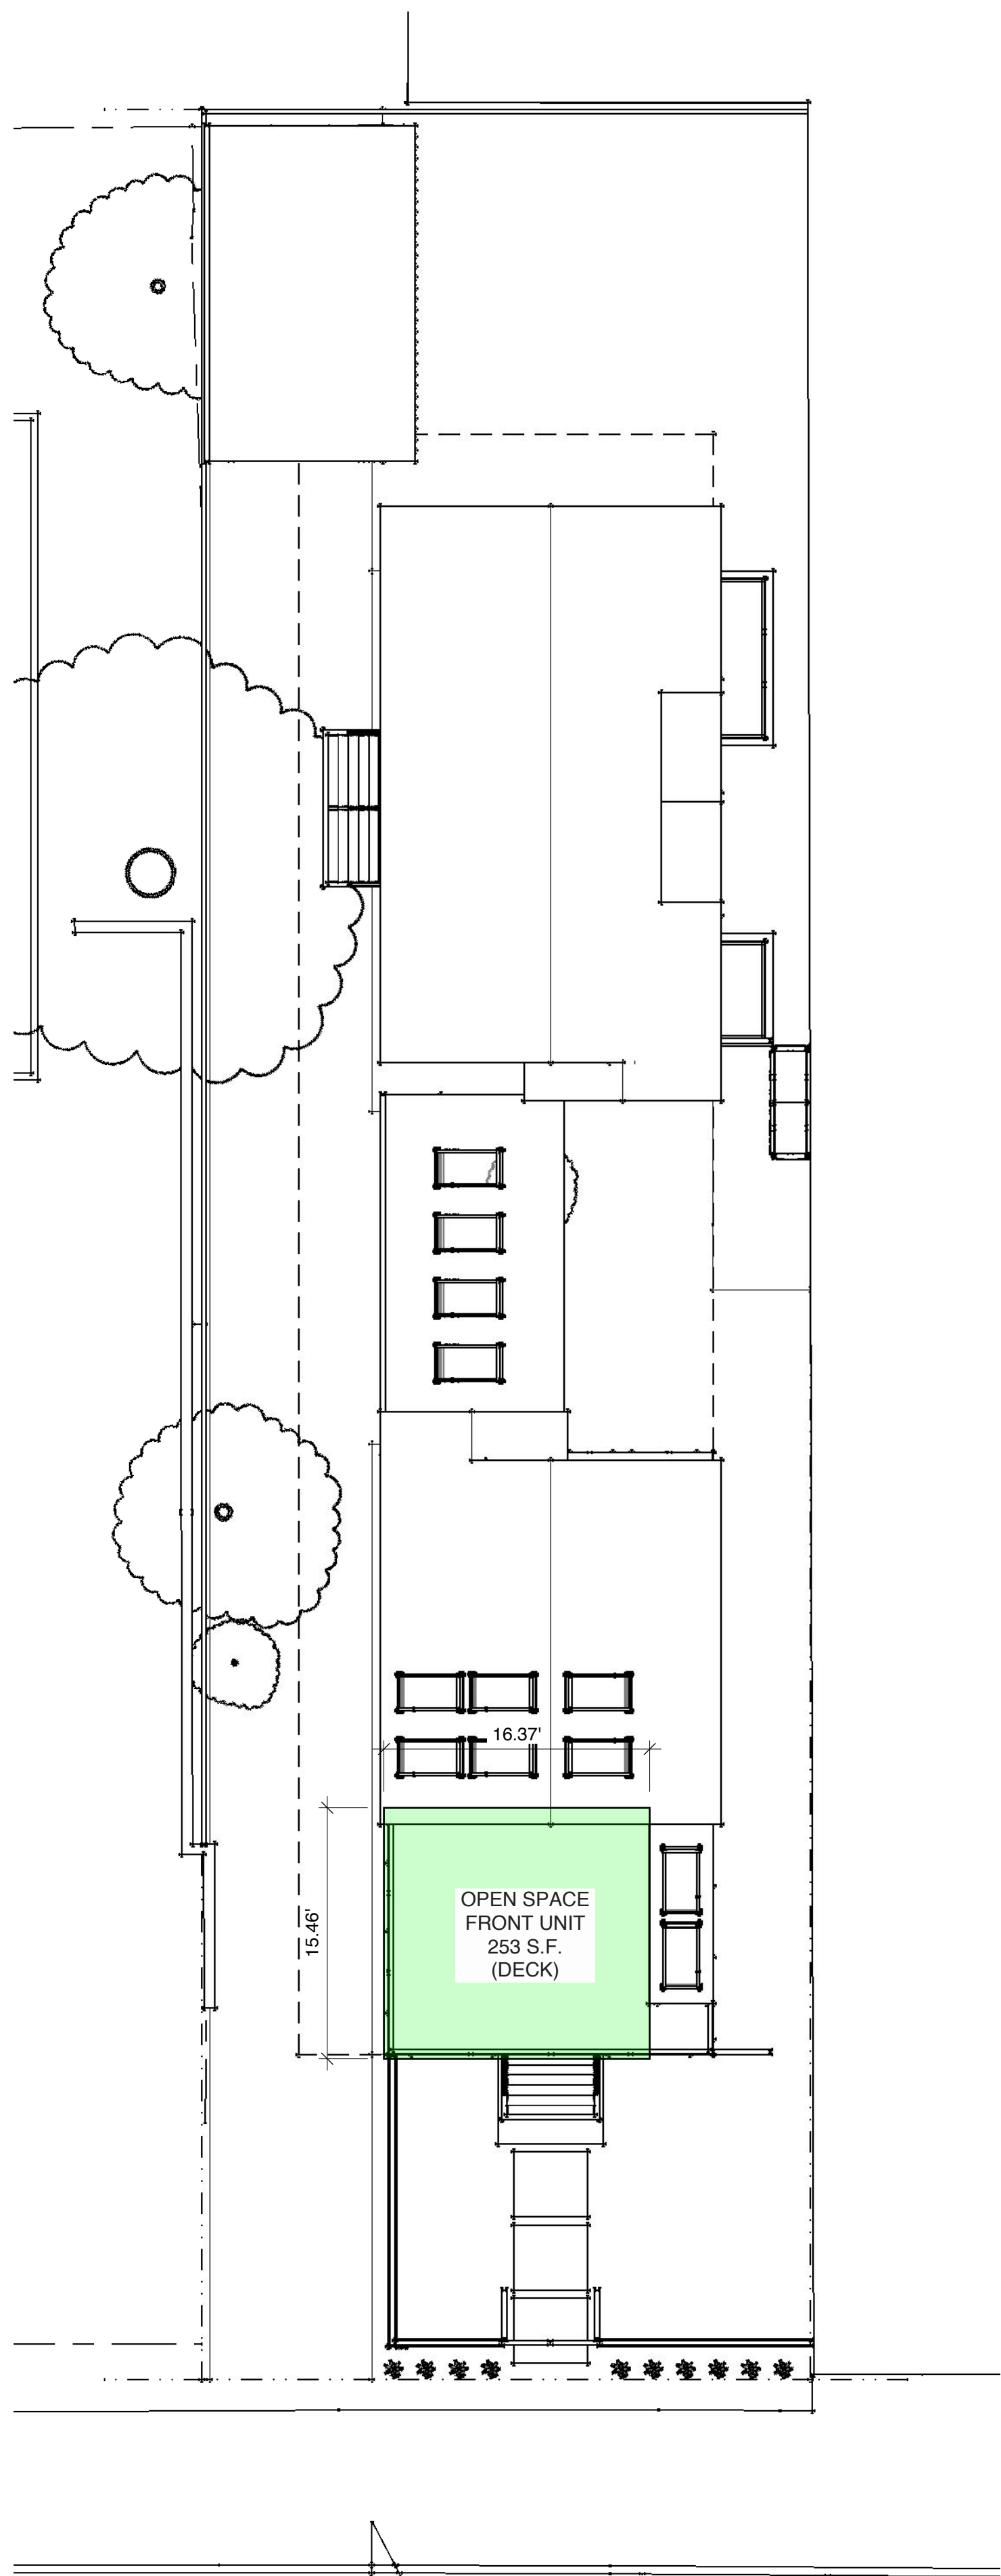 16.37'
15.46'
OPEN SPACE
FRONT UNIT
253 S.F.
(DECK)